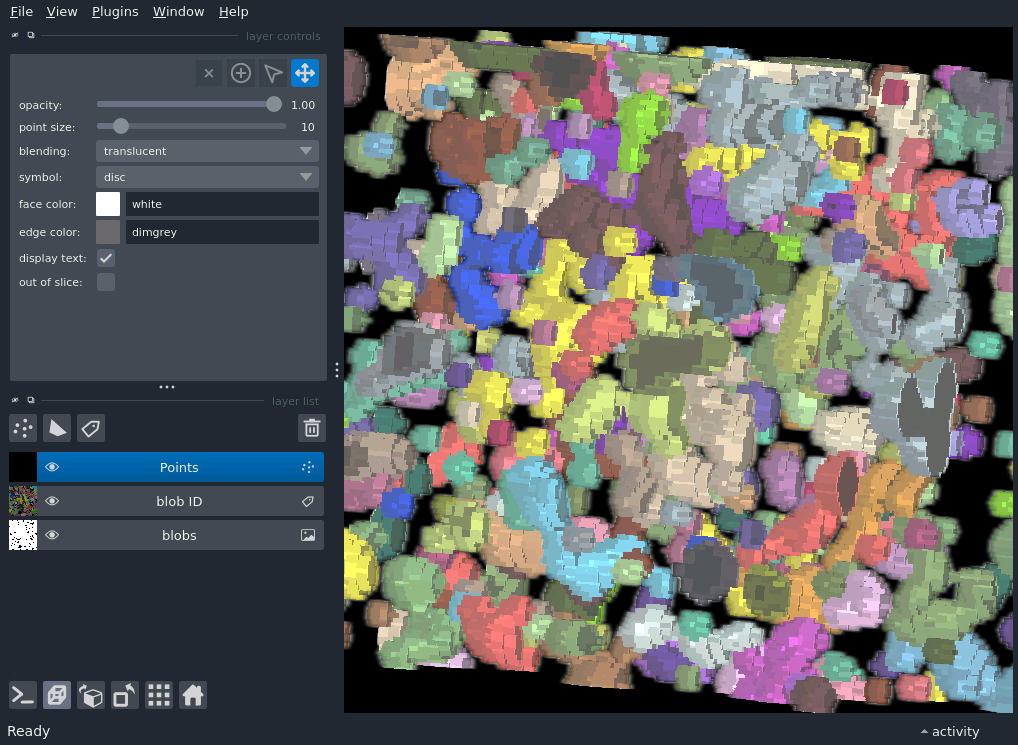 File View Plugins Window Help
layer controls
opacity: 1.00
point size: 10
blending: translucent
symbol: disc
face color: white
edge color: dimgrey
display text:
out of slice:
layer list
Points
blob ID
blobs
Ready activity